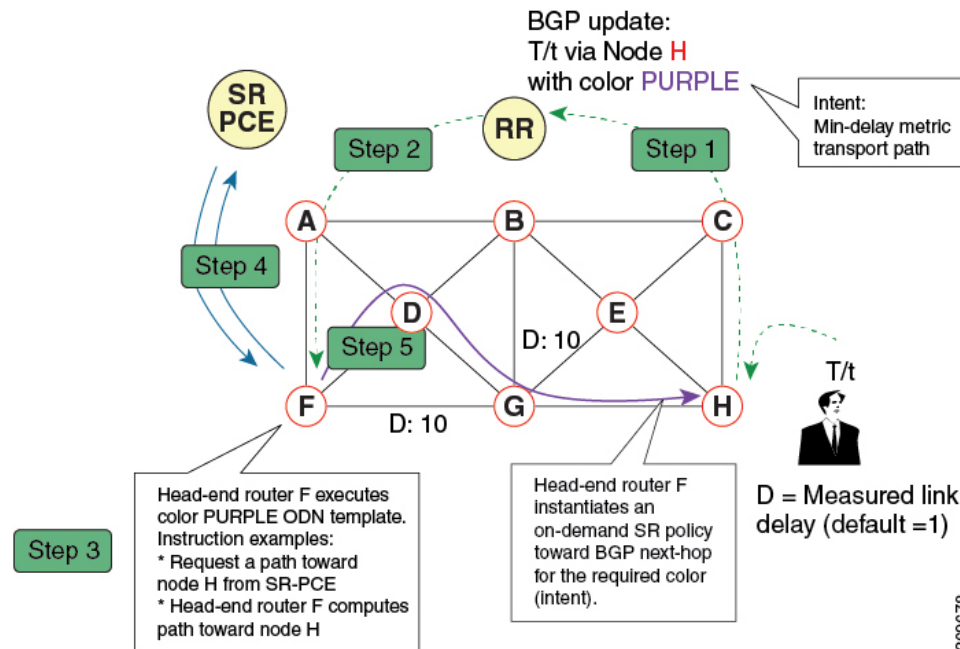 BGP update:
T/t via Node H
with color PURPLE
Intent:
Min-delay metric
transport path
SR
PCE
RR
Step 2
Step 1
A
B
C
Step 4
D
E
Step 5
D: 10
T/t
F
G
H
D: 10
Head-end router F executes
color PURPLE ODN template.
Instruction examples:
* Request a path toward
node H from SR-PCE
* Head-end router F computes
path toward node H
Step 3
Head-end router F
instantiates an
on-demand SR policy
toward BGP next-hop
for the required color
(intent).
D = Measured link
delay (default =1)